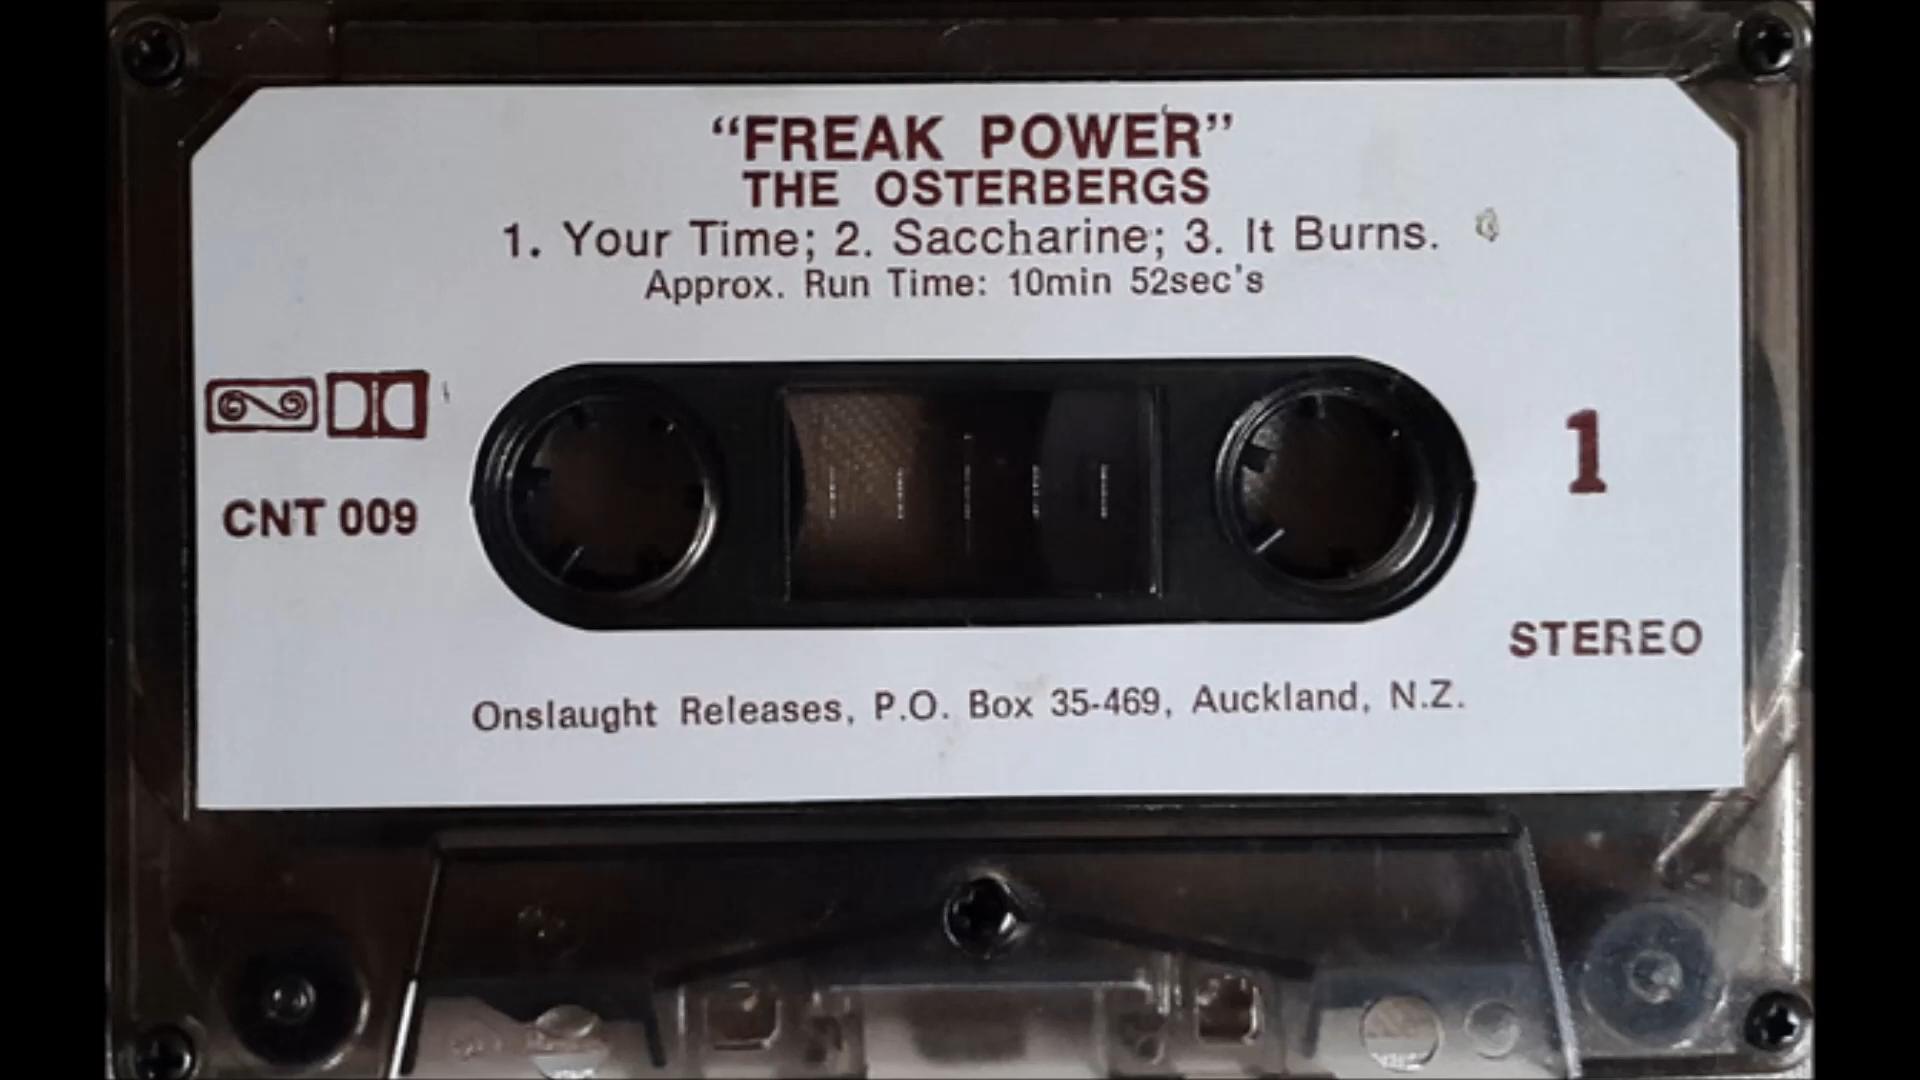 “FREAK POWER”
THE OSTERBERGS
1. Your Time; 2. Saccharine; 3. It Burns.
Approx. Run Time: 10min 52sec's
CNT 009
1
STEREO
Onslaught Releases, P.O. Box 35-469, Auckland, N.Z.